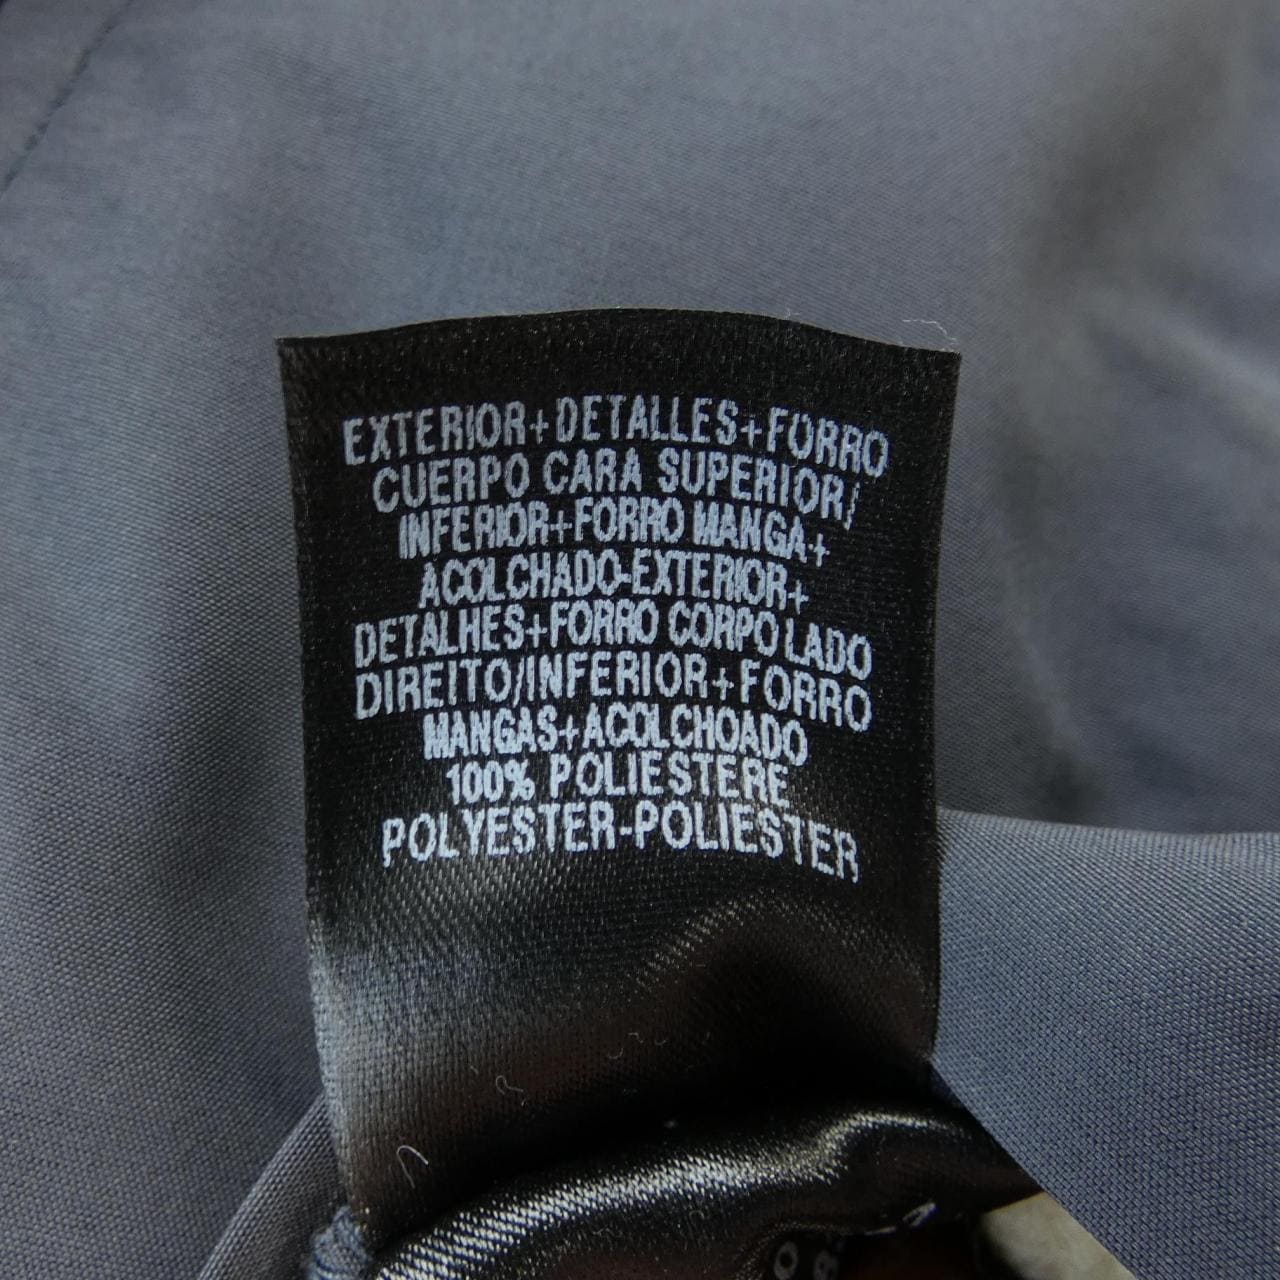 EXTERIOR+DETALLES+FORRO
CUERPO CARA SUPERIOR/
INFERIOR+FORRO MANGA+
ACOLCHADO-EXTERIOR+
DETALHES+FORRO CORPO LADO
DIREITO/INFERIOR+FORRO
MANGAS+ACOLCHOADO
100% POLIESTERE
POLYESTER-POLIESTER